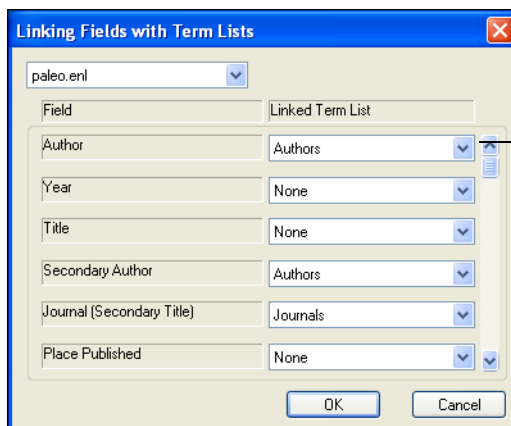 Linking Fields with Term Lists
paleo.enl
Field Linked Term List
Author Authors
Year None
Title None
Secondary Author Authors
Journal (Secondary Title) Journals
Place Published None
OK Cancel